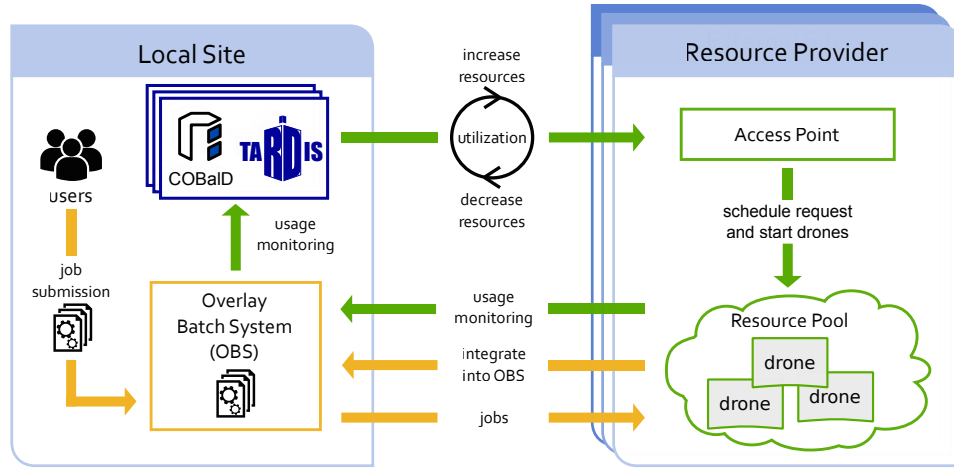 Local Site
users
job
submission
COBalD
TARDIS
usage
monitoring
Overlay
Batch System
(OBS)
increase
resources
utilization
decrease
resources
usage
monitoring
integrate
into OBS
jobs
Resource Provider
Access Point
schedule request
and start drones
Resource Pool
drone
drone
drone